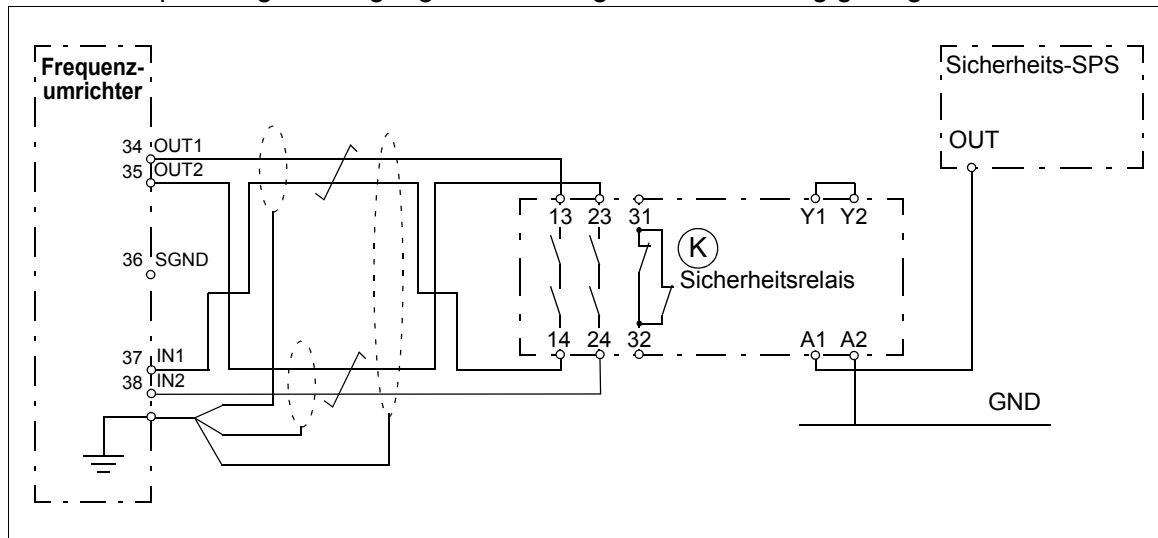 Frequenz-
umrichter
Sicherheits-SPS
34 OUT1
35 OUT2
OUT
13 23 31 Y1 Y2
K
36 SGND
Sicherheitsrelais
14 24 32 A1 A2
37 IN1
38 IN2
GND